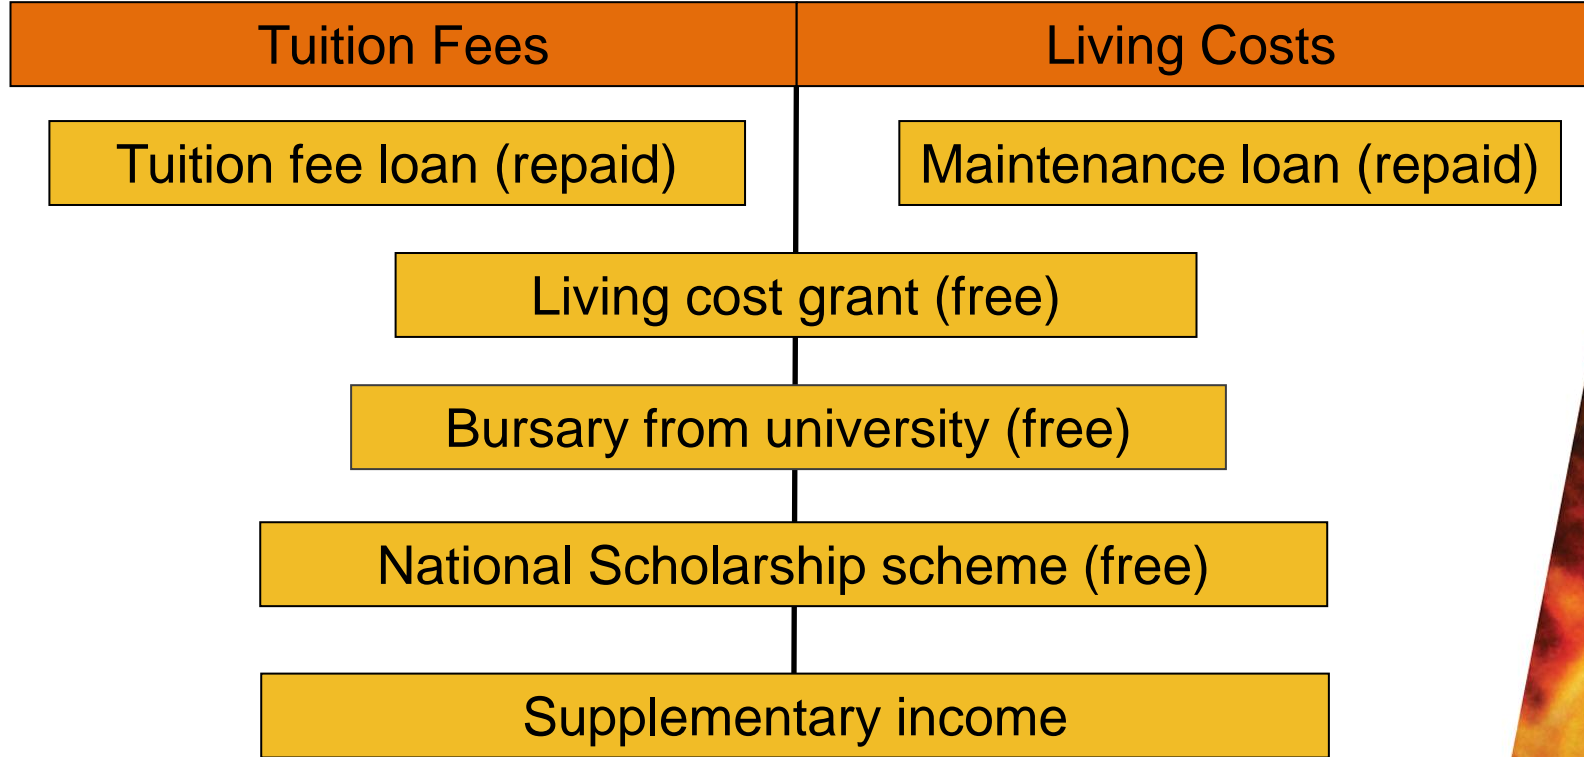 Tuition Fees
Living Costs
Tuition fee loan (repaid)
Maintenance loan (repaid)
Living cost grant (free)
Bursary from university (free)
National Scholarship scheme (free)
Supplementary income